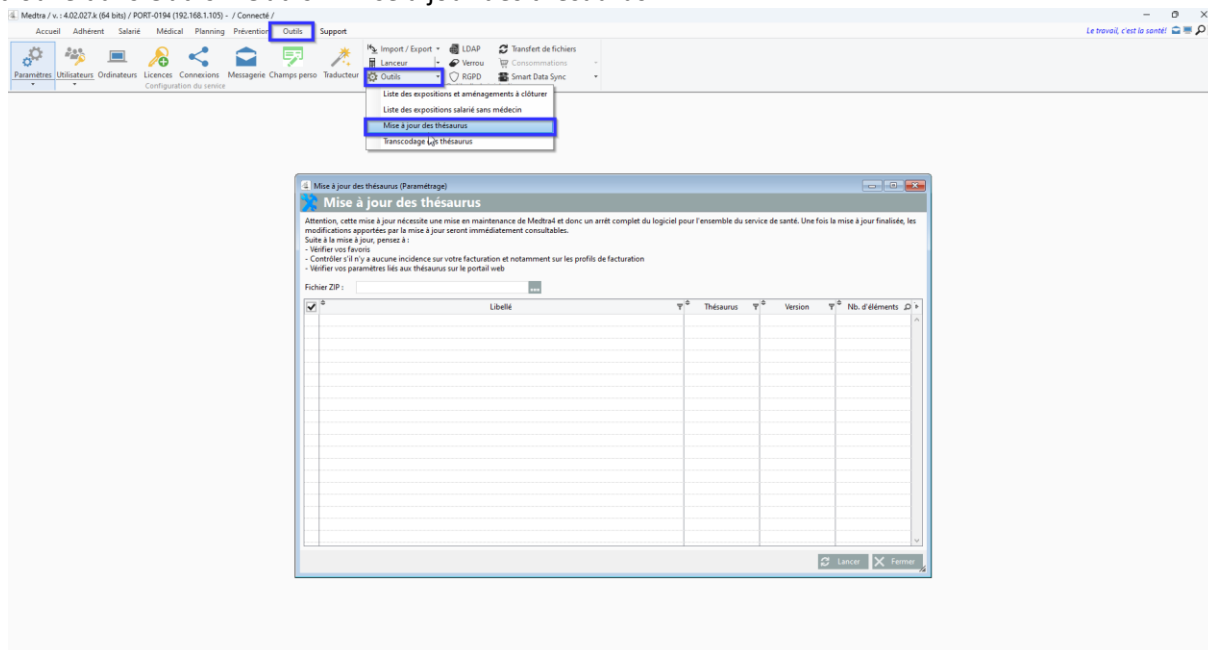 Medtra / v. : 4.02.027.k (64 bits) / PORT-0194 (192.168.1.105) - / Connecté /
Accueil Adhérent Salarié Médical Planning Prévention Outils Support
Le travail, c'est la santé!
Import / Export LDAP Transfert de fichiers
Lanceur Verrou Consommations
Paramètres Utilisateurs Ordinateurs Licences Connexions Messagerie Champs perso Traducteur Outils RGPD Smart Data Sync
Configuration du service
Liste des expositions et aménagements à clôturer
Liste des expositions salarié sans médecin
Mise à jour des thésaurus
Transcodage des thésaurus
Mise à jour des thésaurus (Paramétrage)
Mise à jour des thésaurus
Attention, cette mise à jour nécessite une mise en maintenance de Medtra4 et donc un arrêt complet du logiciel pour l'ensemble du service de santé. Une fois la mise à jour finalisée, les
modifications apportées par la mise à jour seront immédiatement consultables.
Suite à la mise à jour, pensez à :
- Vérifier vos favoris
- Contrôler s'il n'y a aucune incidence sur votre facturation et notamment sur les profils de facturation
- Vérifier vos paramètres liés aux thésaurus sur le portail web
Fichier ZIP :
Libellé Thésaurus Version Nb. d'éléments
Lancer Fermer